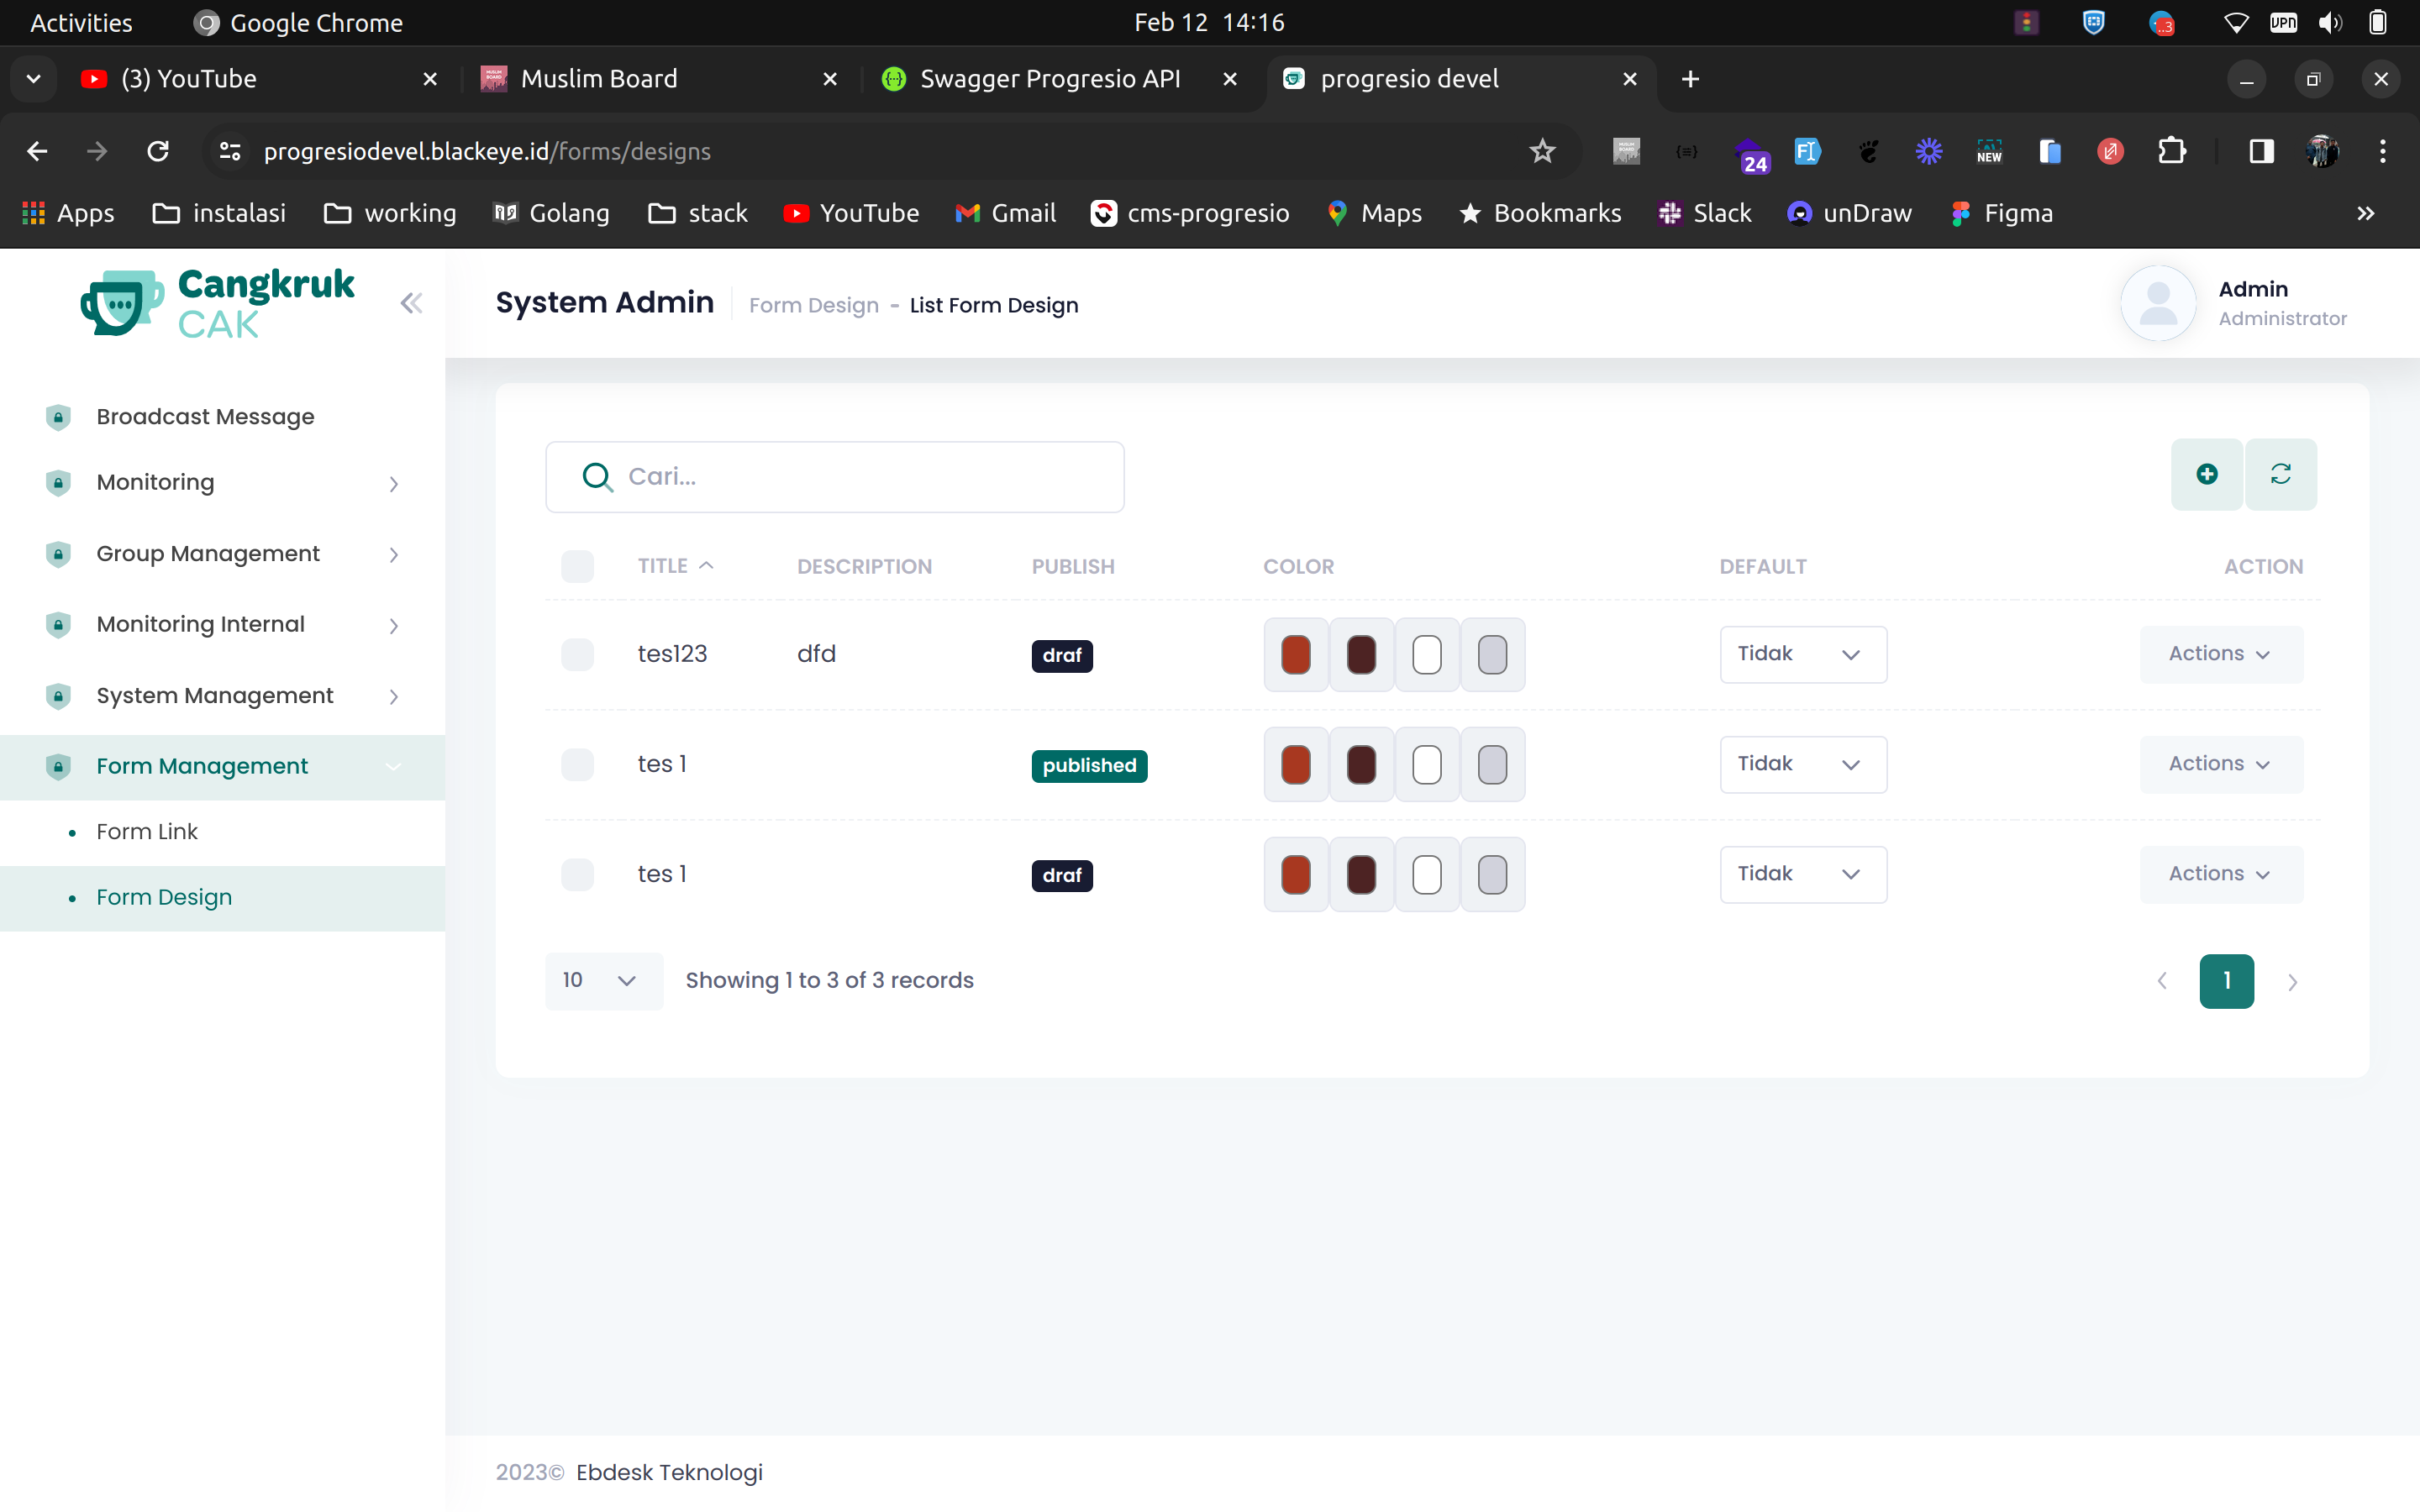 Activities Google Chrome Feb 12 14:16
(3) YouTube Muslim Board Swagger Progresio API progresio devel
progresiodevel.blackeye.id/forms/designs 24 NEW
Apps instalasi working Golang stack YouTube Gmail cms-progresio Maps Bookmarks Slack unDraw Figma
Cangkruk
CAK
System Admin Form Design - List Form Design
Admin
Administrator
Broadcast Message
Monitoring
Group Management
Monitoring Internal
System Management
Form Management
Form Link
Form Design
Cari...
TITLE DESCRIPTION PUBLISH COLOR DEFAULT ACTION
tes123 dfd draf Tidak Actions
tes 1 published Tidak Actions
tes 1 draf Tidak Actions
10 Showing 1 to 3 of 3 records 1
2023© Ebdesk Teknologi